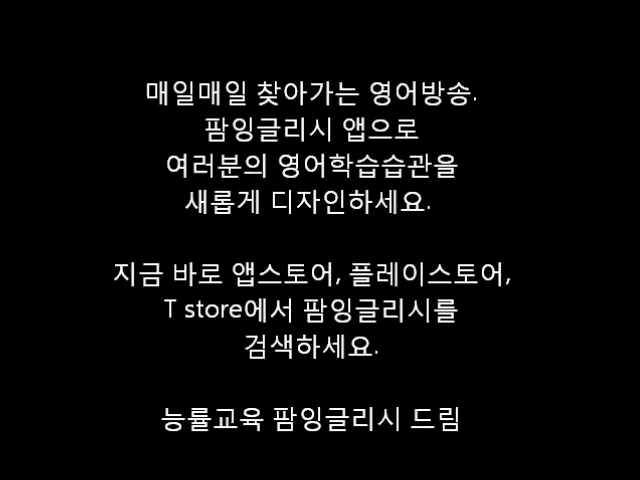 매일매일 찾아가는 영어방송.
팜잉글리시 앱으로
여러분의 영어학습습관을
새롭게 디자인하세요.
지금 바로 앱스토어, 플레이스토어,
T store에서 팜잉글리시를
검색하세요.
능률교육 팜잉글리시 드림